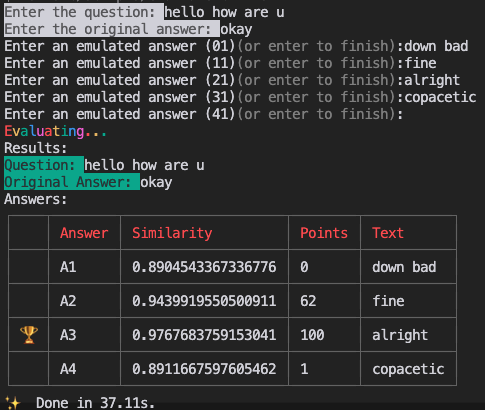 Enter the question: hello how are u
Enter the original answer: okay
Enter an emulated answer (01)(or enter to finish):down bad
Enter an emulated answer (11)(or enter to finish):fine
Enter an emulated answer (21)(or enter to finish):alright
Enter an emulated answer (31)(or enter to finish):copacetic
Enter an emulated answer (41)(or enter to finish):
Evaluating...
Results:
Question: hello how are u
Original Answer: okay
Answers:
Answer Similarity Points Text
A1 0.8904543367336776 0 down bad
A2 0.9439919550500911 62 fine
🏆 A3 0.9767683759153041 100 alright
A4 0.8911667597605462 1 copacetic
✨ Done in 37.11s.